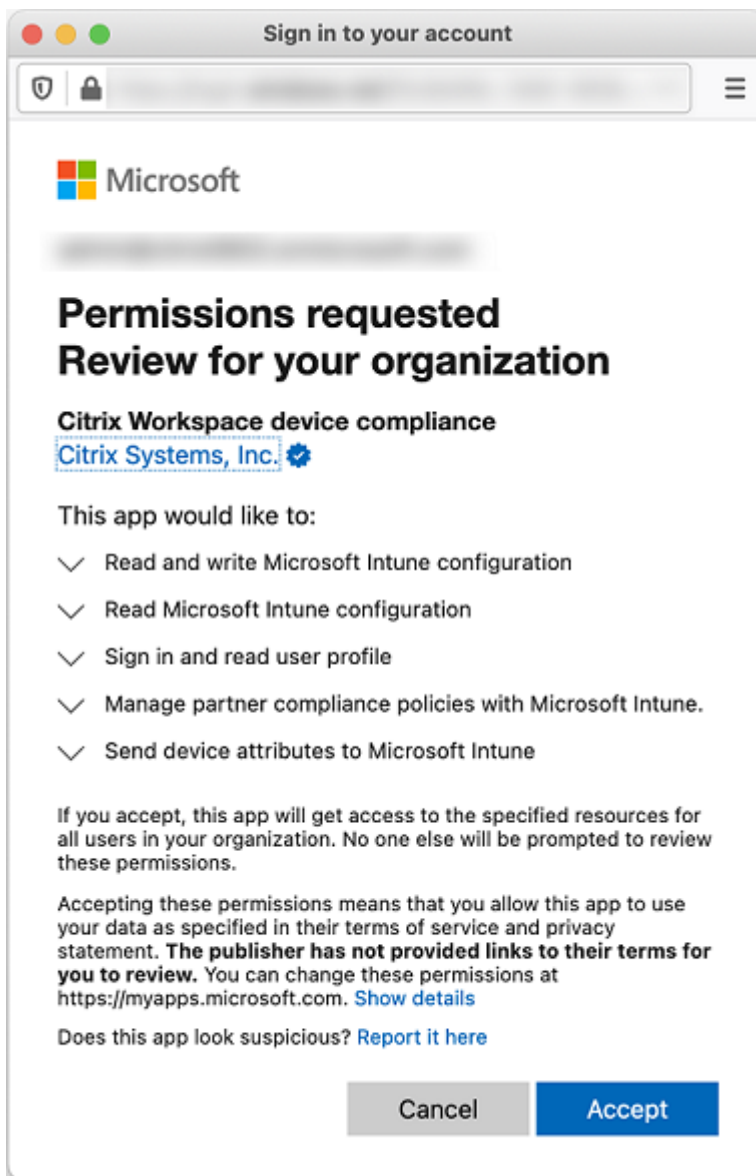 Sign in to your account
Microsoft
Permissions requested
Review for your organization
Citrix Workspace device compliance
Citrix Systems, Inc.
This app would like to:
Read and write Microsoft Intune configuration
Read Microsoft Intune configuration
Sign in and read user profile
Manage partner compliance policies with Microsoft Intune.
Send device attributes to Microsoft Intune
If you accept, this app will get access to the specified resources for
all users in your organization. No one else will be prompted to review
these permissions.
Accepting these permissions means that you allow this app to use
your data as specified in their terms of service and privacy
statement. The publisher has not provided links to their terms for
you to review. You can change these permissions at
https://myapps.microsoft.com. Show details
Does this app look suspicious? Report it here
Cancel
Accept